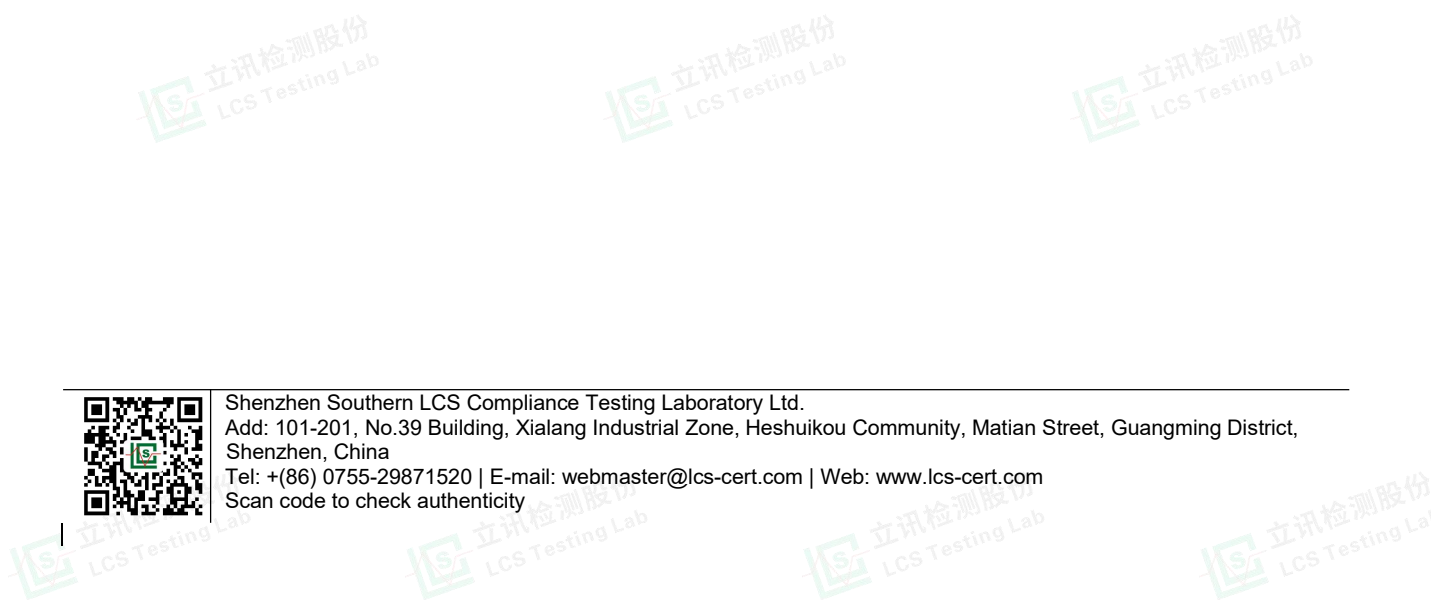 立讯检测股份
LCS Testing Lab
立讯检测股份
LCS Testing Lab
立讯检测股份
LCS Testing Lab
Shenzhen Southern LCS Compliance Testing Laboratory Ltd.
Add: 101-201, No.39 Building, Xialang Industrial Zone, Heshuikou Community, Matian Street, Guangming District,
Shenzhen, China
Tel: +(86) 0755-29871520 | E-mail: webmaster@lcs-cert.com | Web: www.lcs-cert.com
Scan code to check authenticity
立讯检测股份
LCS Testing Lab
立讯检测股份
LCS Testing Lab
立讯检测股份
LCS Testing Lab
立讯检测股份
LCS Testing Lab